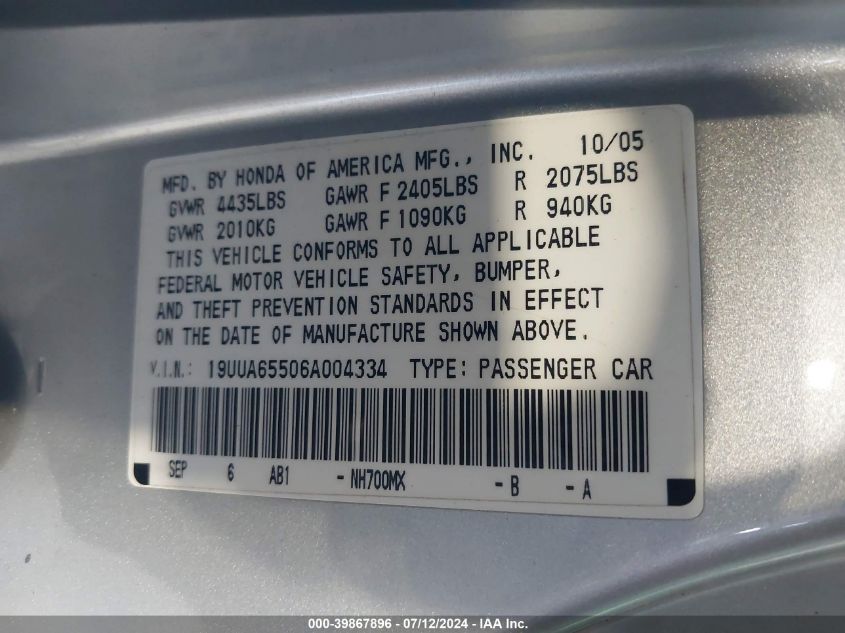 MFD. BY HONDA OF AMERICA MFG., INC. 10/05
GVWR 4435LBS GAWR F 2405LBS R 2075LBS
GVWR 2010KG GAWR F 1090KG R 940KG
THIS VEHICLE CONFORMS TO ALL APPLICABLE
FEDERAL MOTOR VEHICLE SAFETY, BUMPER,
AND THEFT PREVENTION STANDARDS IN EFFECT
ON THE DATE OF MANUFACTURE SHOWN ABOVE.
V.I.N.: 19UUA65506A004334 TYPE: PASSENGER CAR
SEP 6 AB1 -NH700MX -B -A
000-39867896 - 07/12/2024 - IAA Inc.